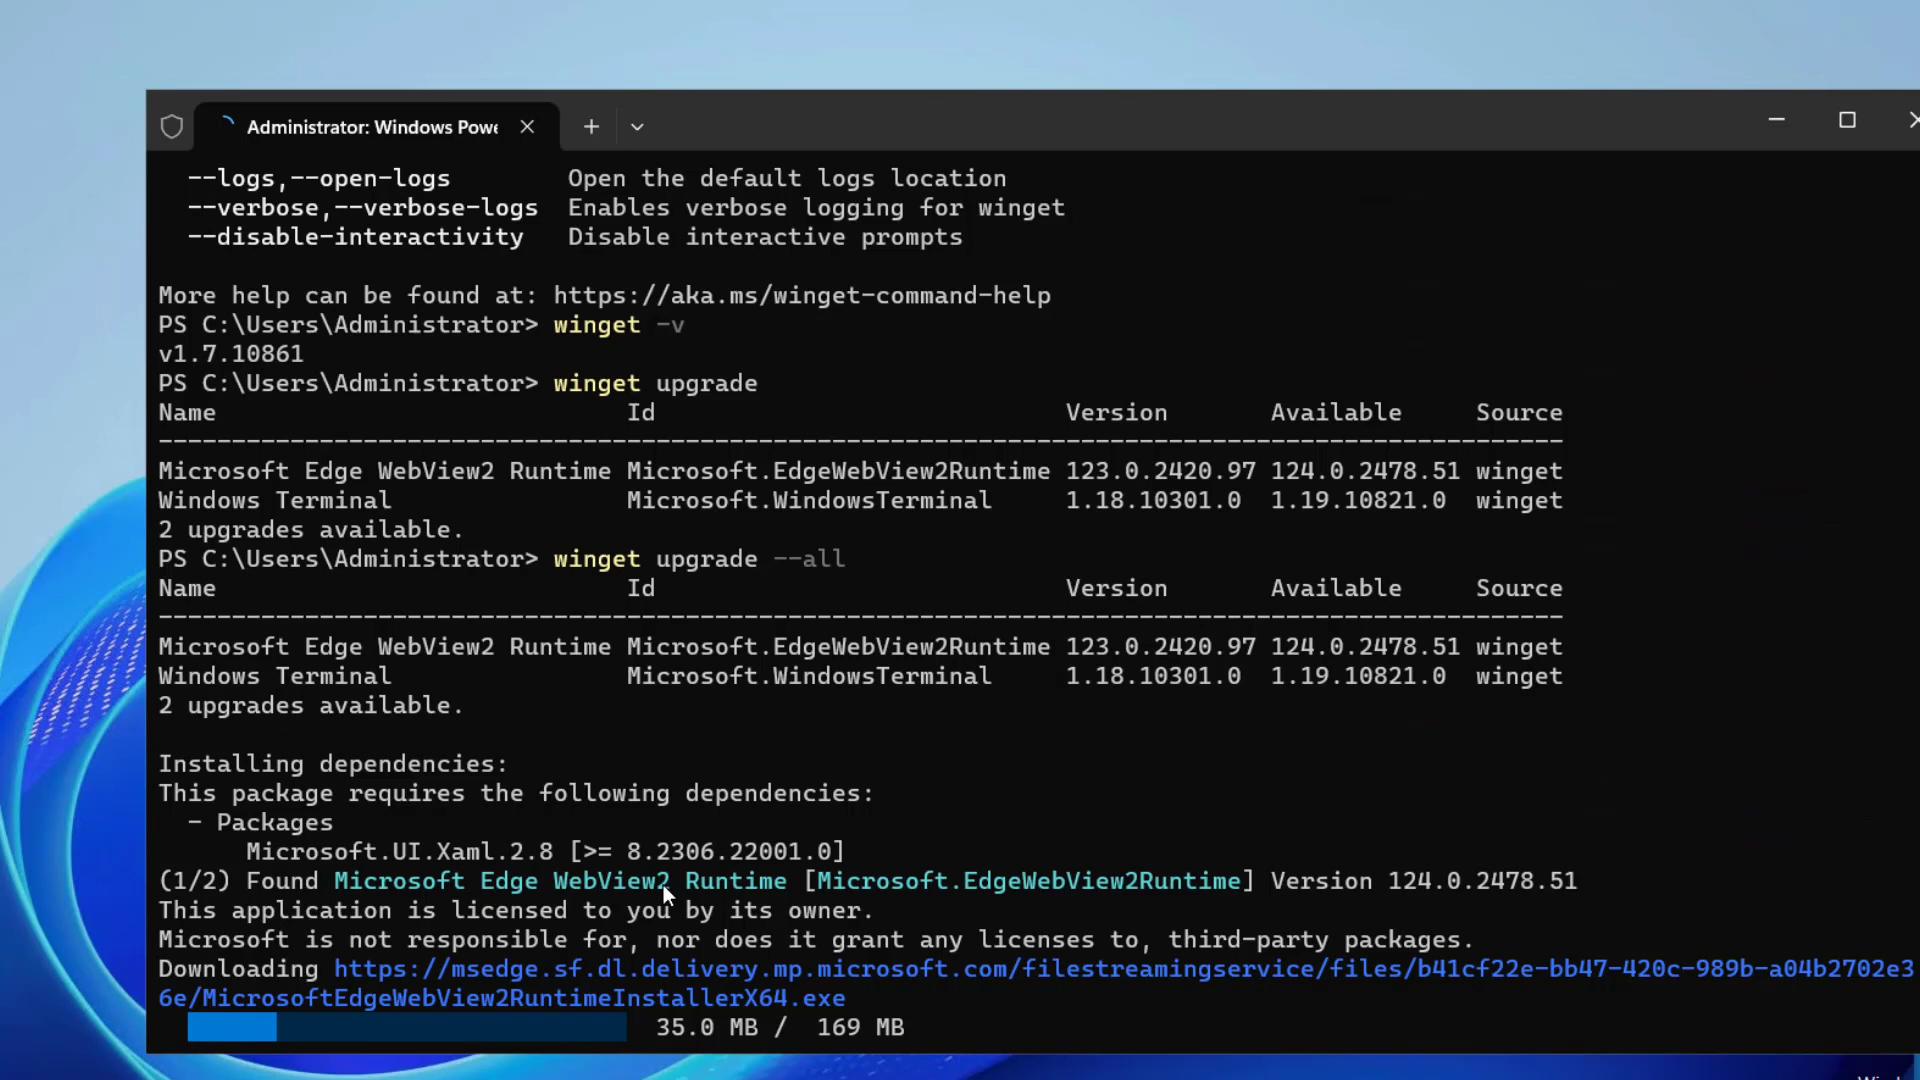 Administrator: Windows Powe
--logs,--open-logs Open the default logs location
--verbose,--verbose-logs Enables verbose logging for winget
--disable-interactivity Disable interactive prompts
More help can be found at: https://aka.ms/winget-command-help
PS C:\Users\Administrator> winget -v
v1.7.10861
PS C:\Users\Administrator> winget upgrade
Name Id Version Available Source
Microsoft Edge WebView2 Runtime Microsoft.EdgeWebView2Runtime 123.0.2420.97 124.0.2478.51 winget
Windows Terminal Microsoft.WindowsTerminal 1.18.10301.0 1.19.10821.0 winget
2 upgrades available.
PS C:\Users\Administrator> winget upgrade --all
Name Id Version Available Source
Microsoft Edge WebView2 Runtime Microsoft.EdgeWebView2Runtime 123.0.2420.97 124.0.2478.51 winget
Windows Terminal Microsoft.WindowsTerminal 1.18.10301.0 1.19.10821.0 winget
2 upgrades available.
Installing dependencies:
This package requires the following dependencies:
- Packages
Microsoft.UI.Xaml.2.8 [>= 8.2306.22001.0]
(1/2) Found Microsoft Edge WebView2 Runtime [Microsoft.EdgeWebView2Runtime] Version 124.0.2478.51
This application is licensed to you by its owner.
Microsoft is not responsible for, nor does it grant any licenses to, third-party packages.
Downloading https://msedge.sf.dl.delivery.mp.microsoft.com/filestreamingservice/files/b41cf22e-bb47-420c-989b-a04b2702e3
6e/MicrosoftEdgeWebView2RuntimeInstallerX64.exe
35.0 MB / 169 MB